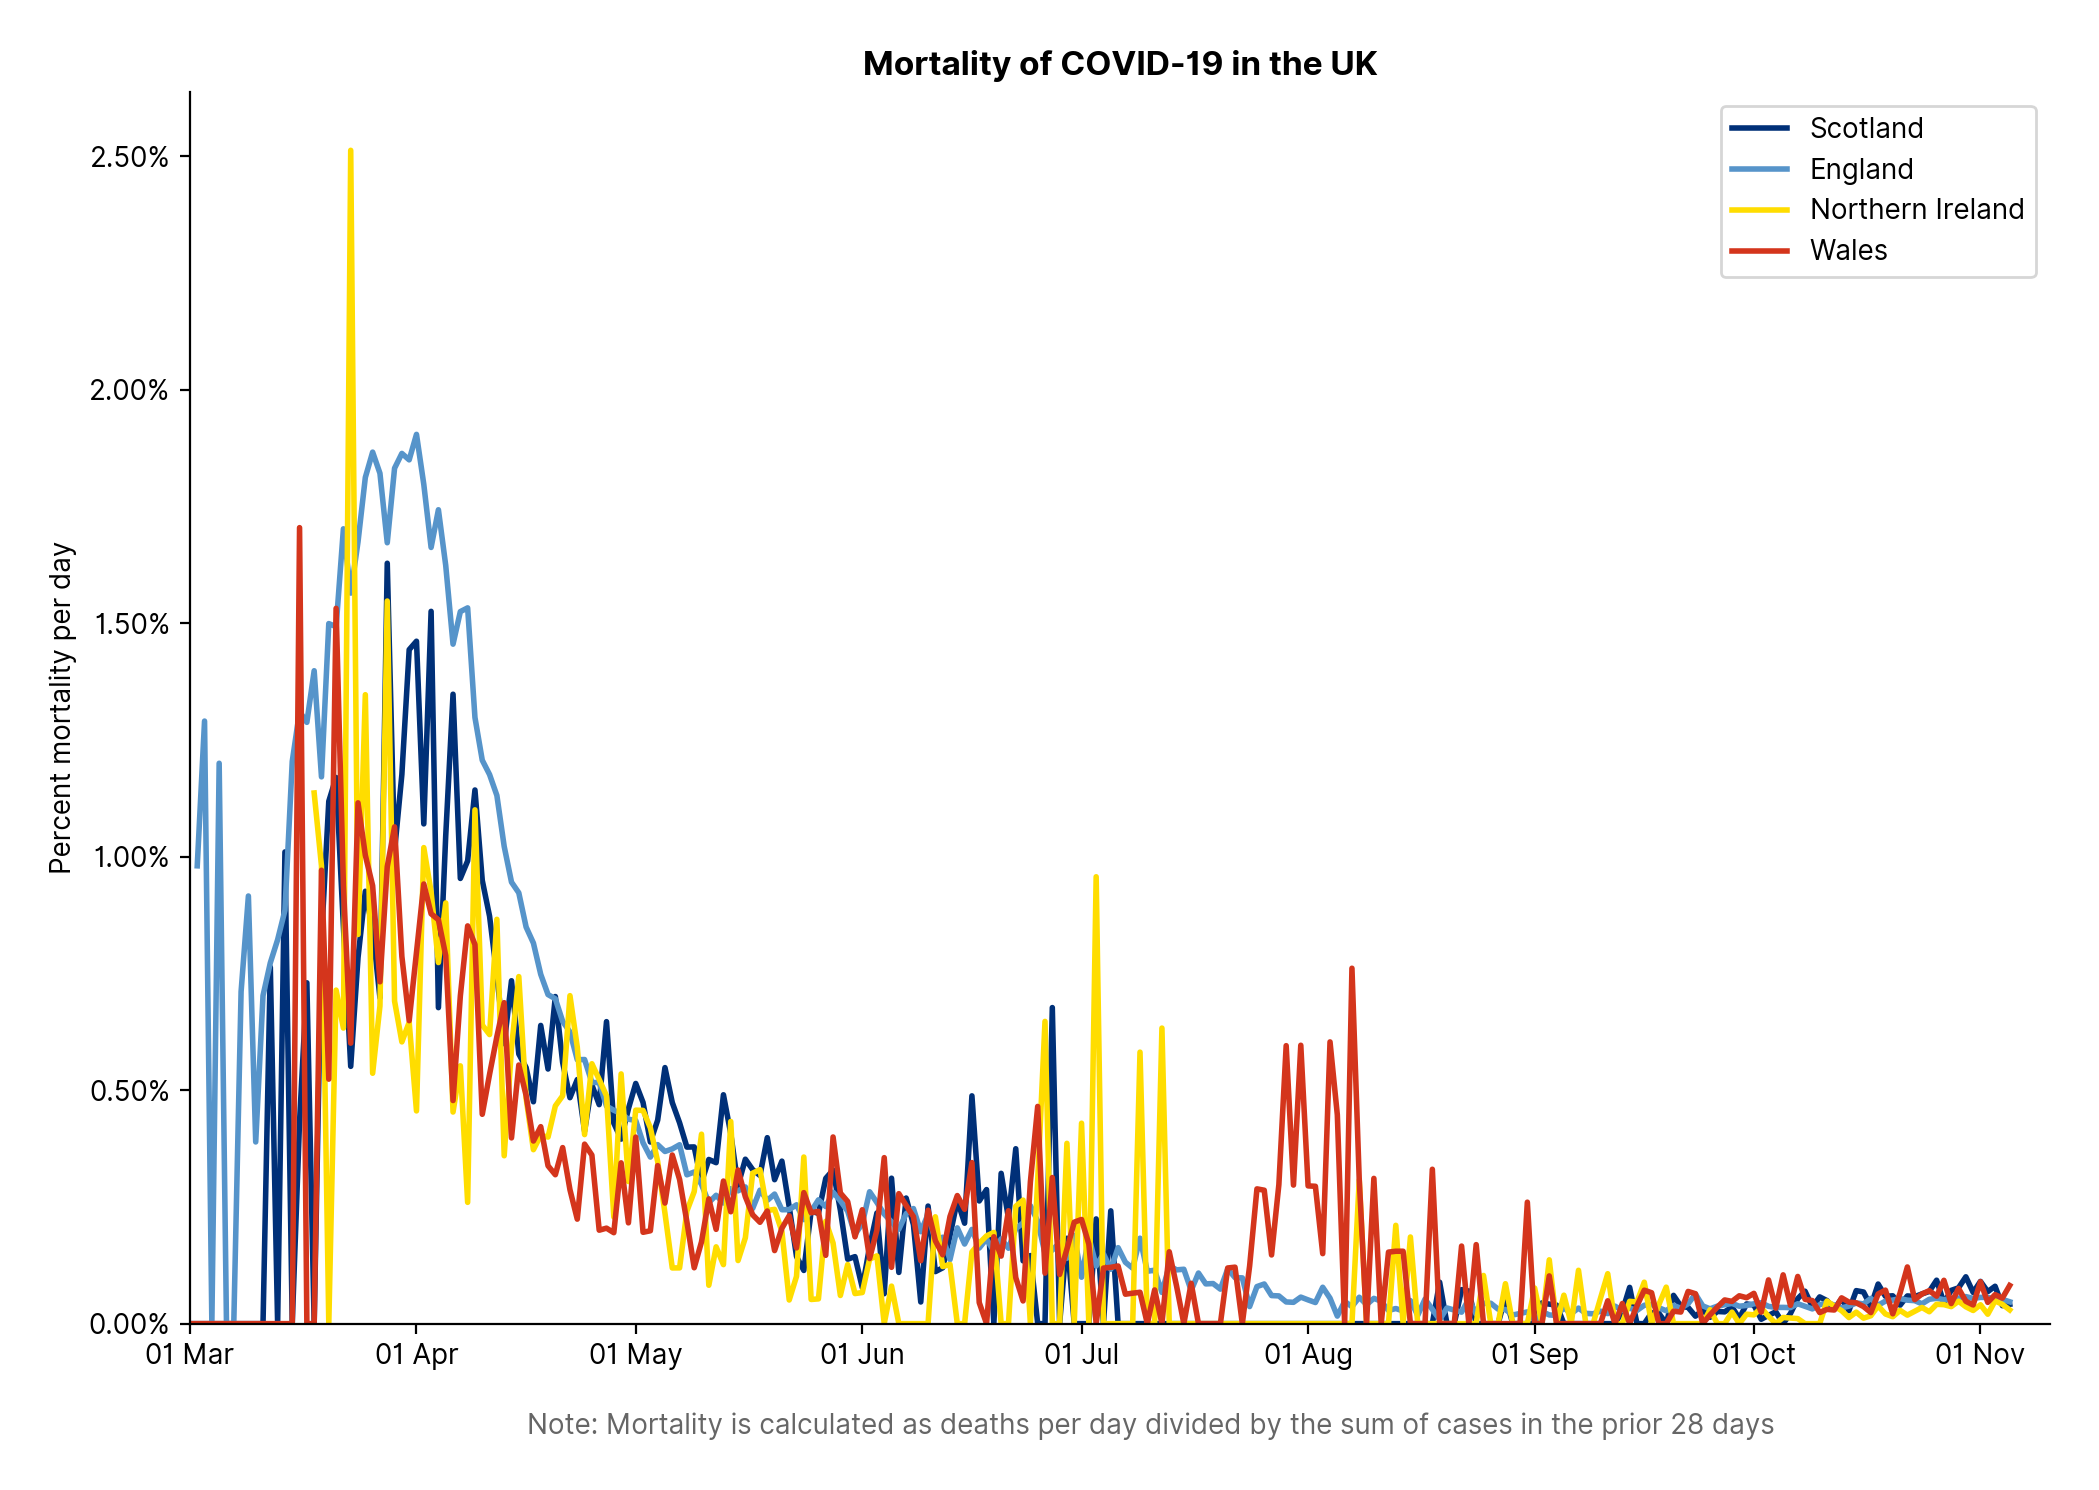 Mortality of COVID-19 in the UK
Scotland
England
Northern Ireland
Wales
Percent mortality per day
2.50%
2.00%
1.50%
1.00%
0.50%
0.00%
01 Mar 01 Apr 01 May 01 Jun 01 Jul 01 Aug 01 Sep 01 Oct 01 Nov
Note: Mortality is calculated as deaths per day divided by the sum of cases in the prior 28 days